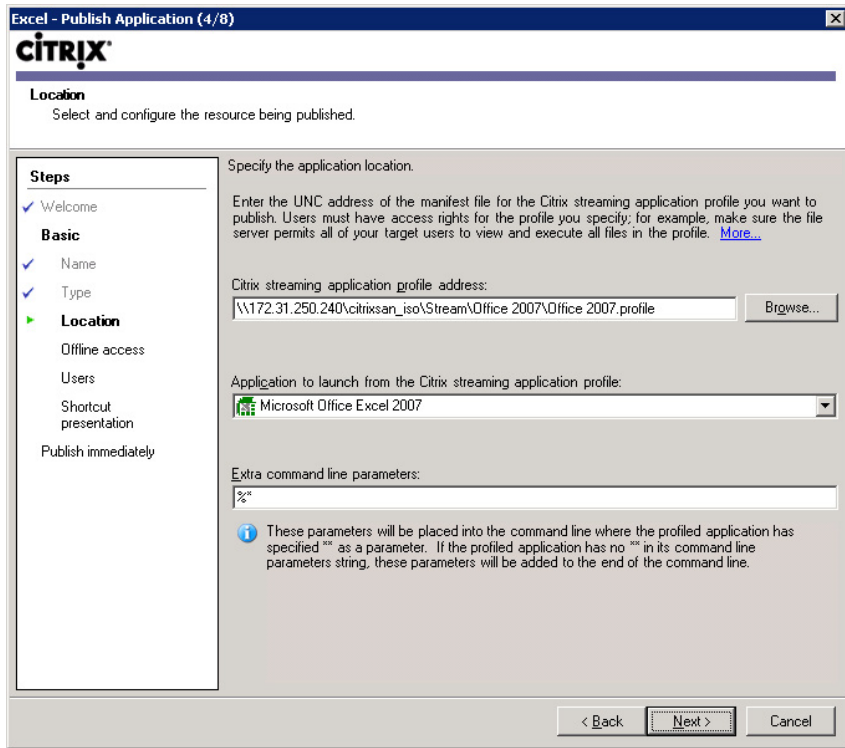 Excel - Publish Application (4/8)
CITRIX®
Location
Select and configure the resource being published.
Steps
Welcome
Basic
Name
Type
Location
Offline access
Users
Shortcut
presentation
Publish immediately
Specify the application location.
Enter the UNC address of the manifest file for the Citrix streaming application profile you want to
publish. Users must have access rights for the profile you specify; for example, make sure the file
server permits all of your target users to view and execute all files in the profile. More...
Citrix streaming application profile address:
\\172.31.250.240\citrixsan_iso\Stream\Office 2007\Office 2007.profile
Browse...
Application to launch from the Citrix streaming application profile:
Microsoft Office Excel 2007
Extra command line parameters:
%*
These parameters will be placed into the command line where the profiled application has
specified ** as a parameter. If the profiled application has no ** in its command line
parameters string, these parameters will be added to the end of the command line.
< Back
Next >
Cancel